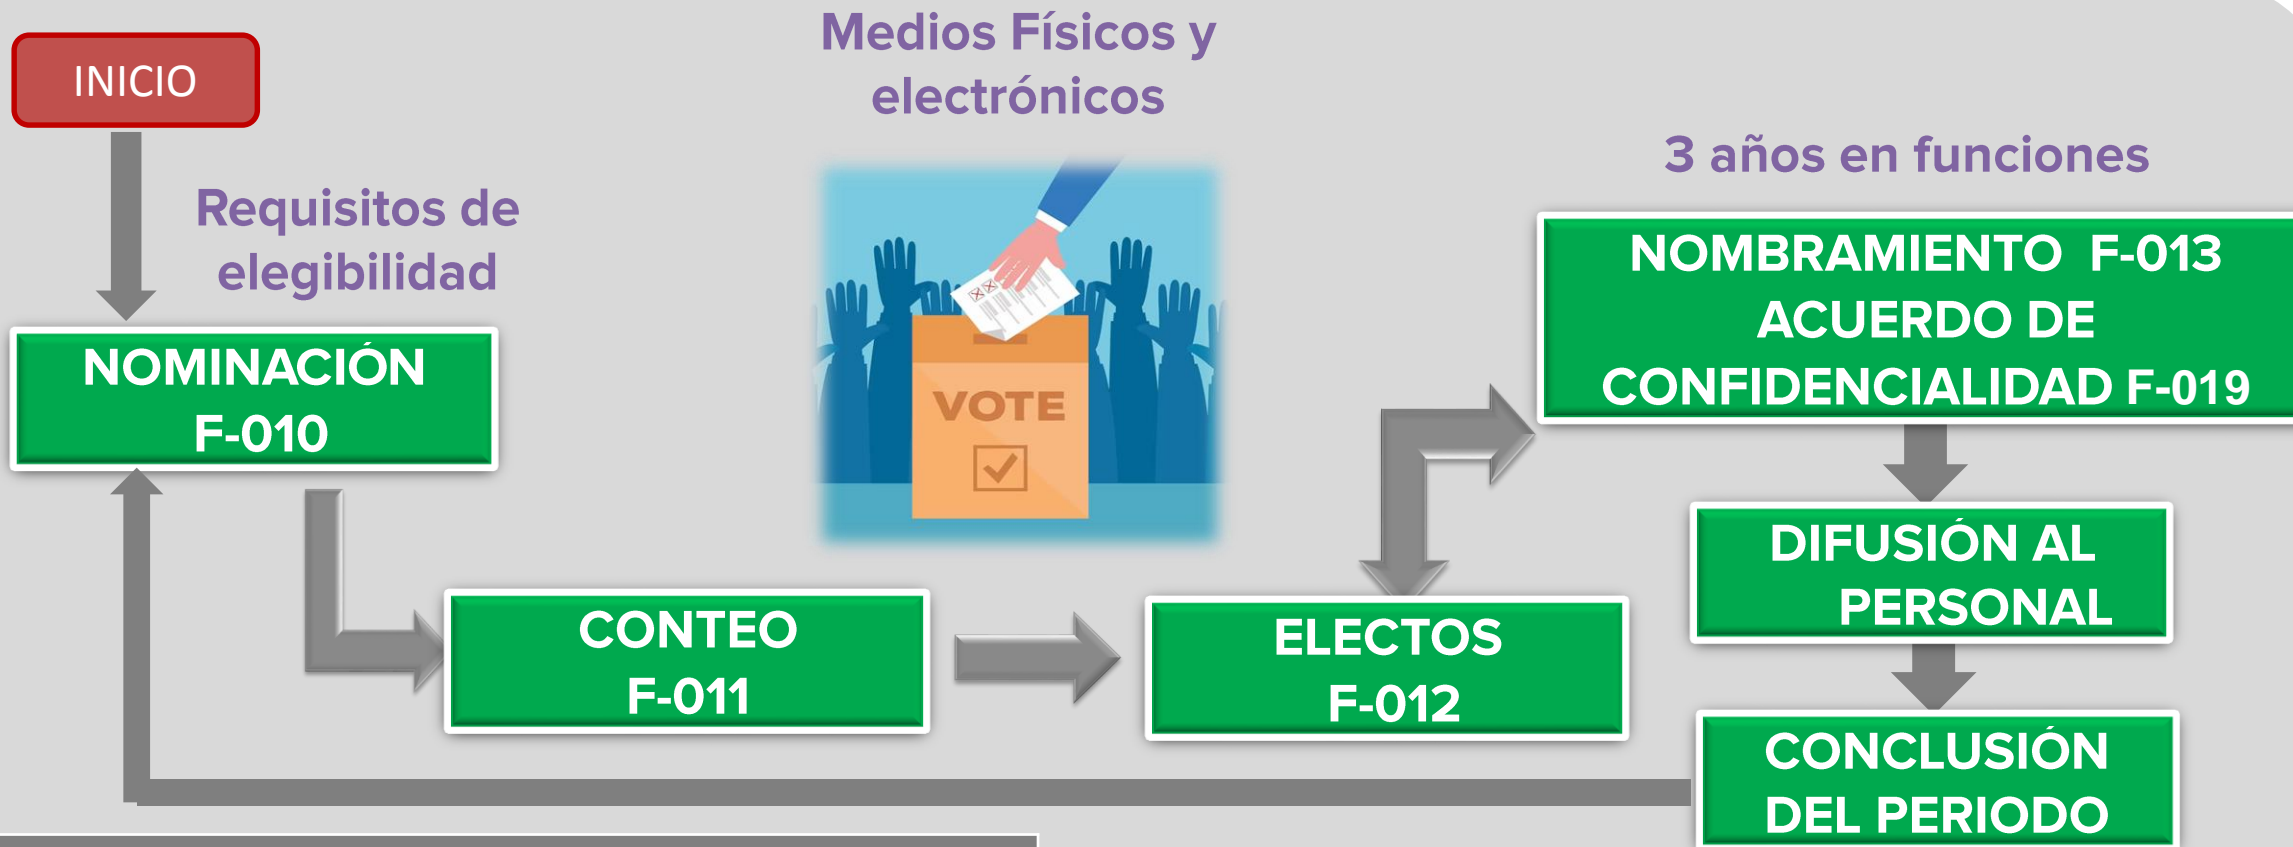 INICIO
Requisitos de
elegibilidad
NOMINACIÓN
F-010
Medios Físicos y
electrónicos
VOTE
CONTEO
F-011
ELECTOS
F-012
3 años en funciones
NOMBRAMIENTO F-013
ACUERDO DE
CONFIDENCIALIDAD F-019
DIFUSIÓN AL
PERSONAL
CONCLUSIÓN
DEL PERIODO